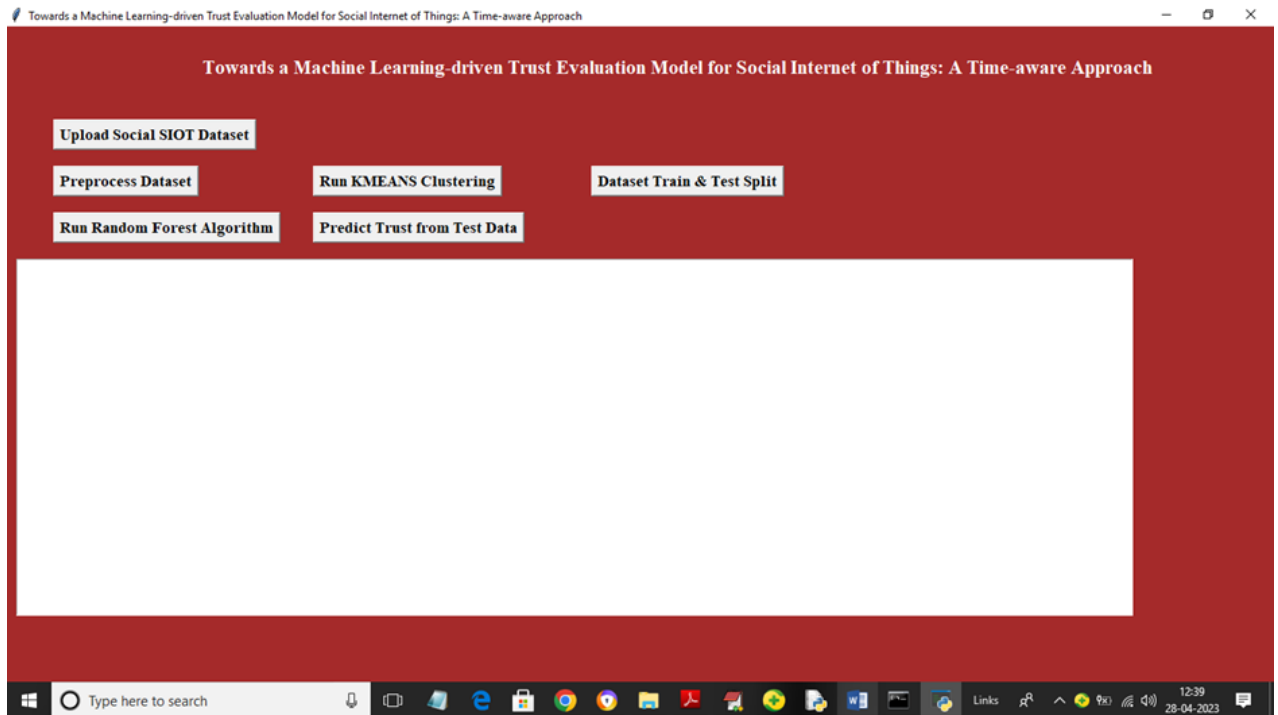 Towards a Machine Learning-driven Trust Evaluation Model for Social Internet of Things: A Time-aware Approach
Towards a Machine Learning-driven Trust Evaluation Model for Social Internet of Things: A Time-aware Approach
Upload Social SIOT Dataset
Preprocess Dataset
Run KMEANS Clustering
Dataset Train & Test Split
Run Random Forest Algorithm
Predict Trust from Test Data
Type here to search
Links
12:39
28-04-2023